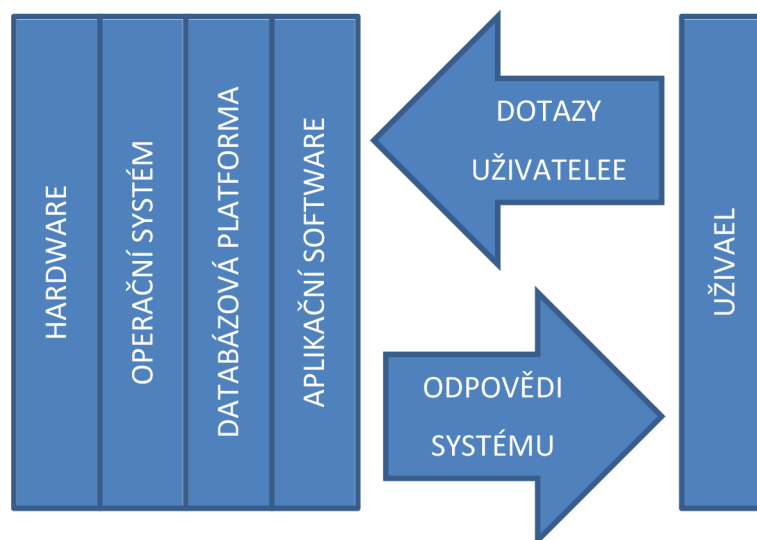 HARDWARE
OPERAČNÍ SYSTÉM
DATABÁZOVÁ PLATFORMA
APLIKAČNÍ SOFTWARE
DOTAZY
UŽIVATELEE
ODPOVĚDI
SYSTÉMU
UŽIVAEL